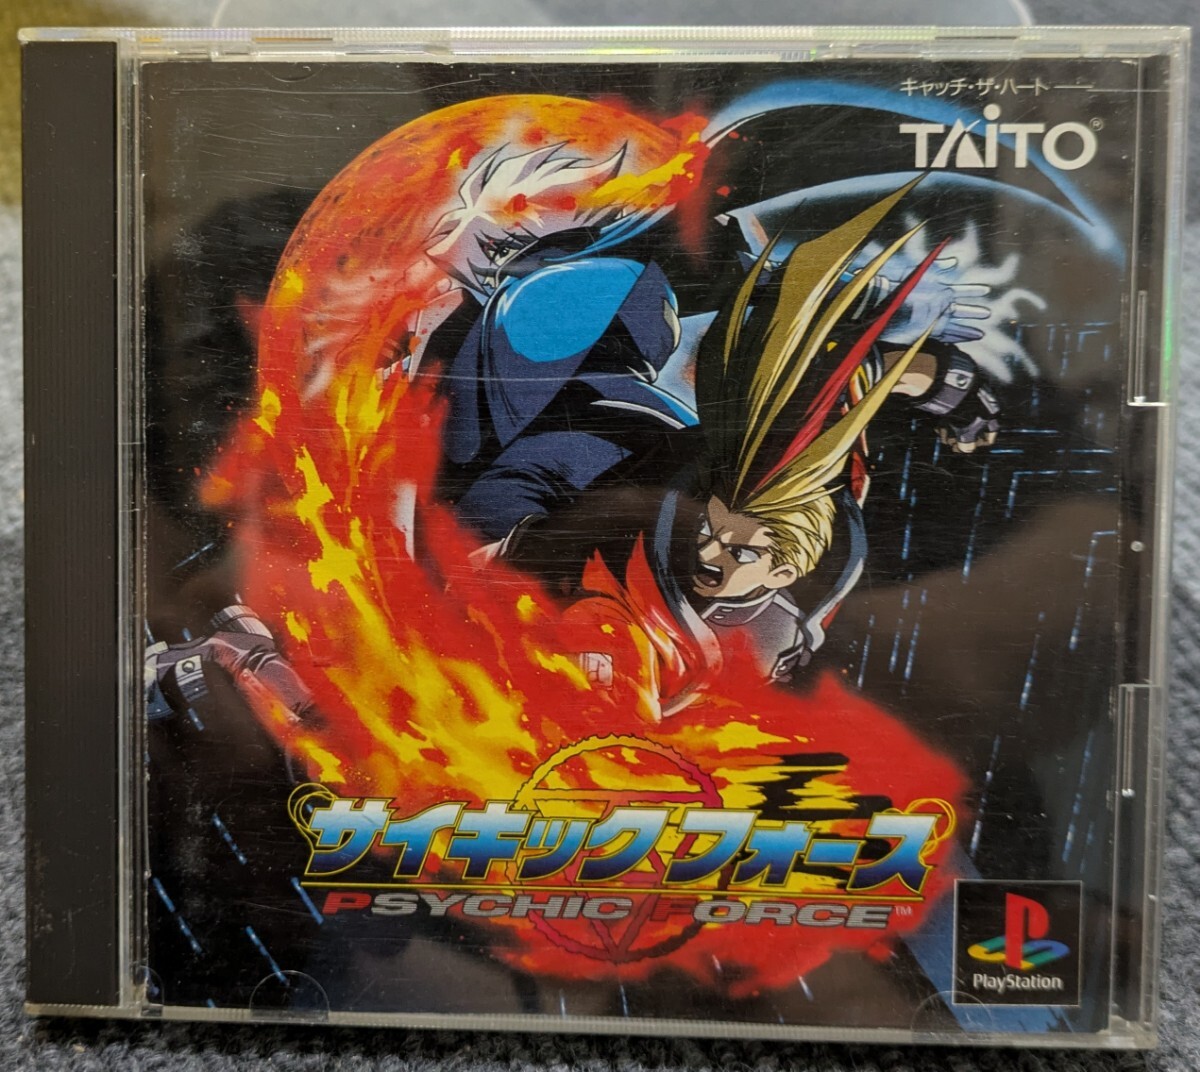 キャッチ・ザ・ハート
TAiTO®
サイキックフォース
PSYCHIC FORCE™
PlayStation